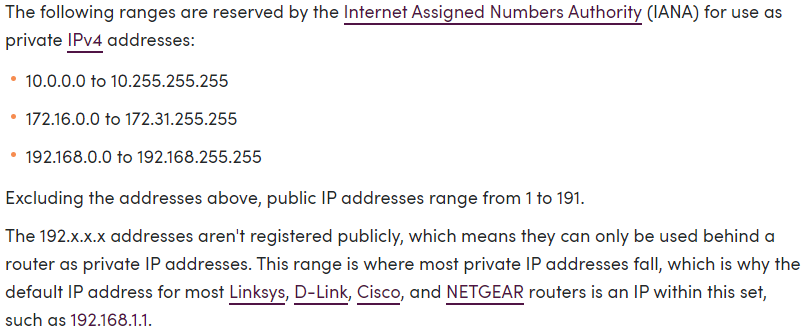 The following ranges are reserved by the Internet Assigned Numbers Authority (IANA) for use as
private IPv4 addresses:
• 10.0.0.0 to 10.255.255.255
• 172.16.0.0 to 172.31.255.255
• 192.168.0.0 to 192.168.255.255
Excluding the addresses above, public IP addresses range from 1 to 191.
The 192.x.x.x addresses aren't registered publicly, which means they can only be used behind a
router as private IP addresses. This range is where most private IP addresses fall, which is why the
default IP address for most Linksys, D-Link, Cisco, and NETGEAR routers is an IP within this set,
such as 192.168.1.1.